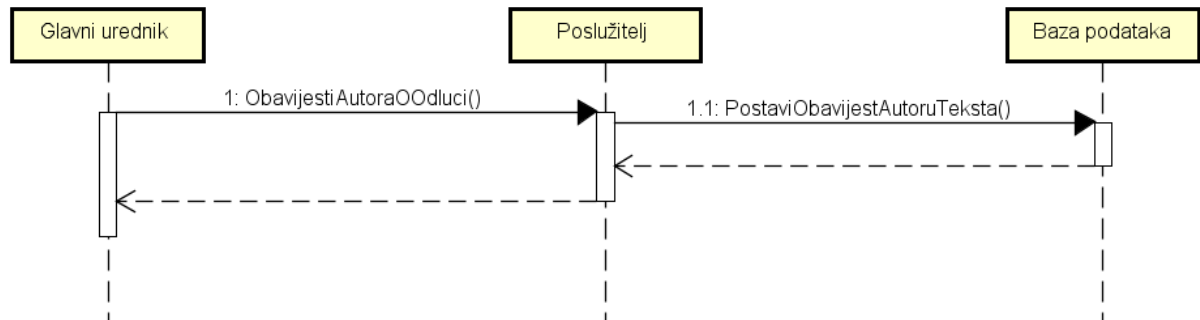 Glavni urednik
Poslužitelj
Baza podataka
1: ObavijestiAutoraOOdluci()
1.1: PostaviObavijestAutoruTeksta()